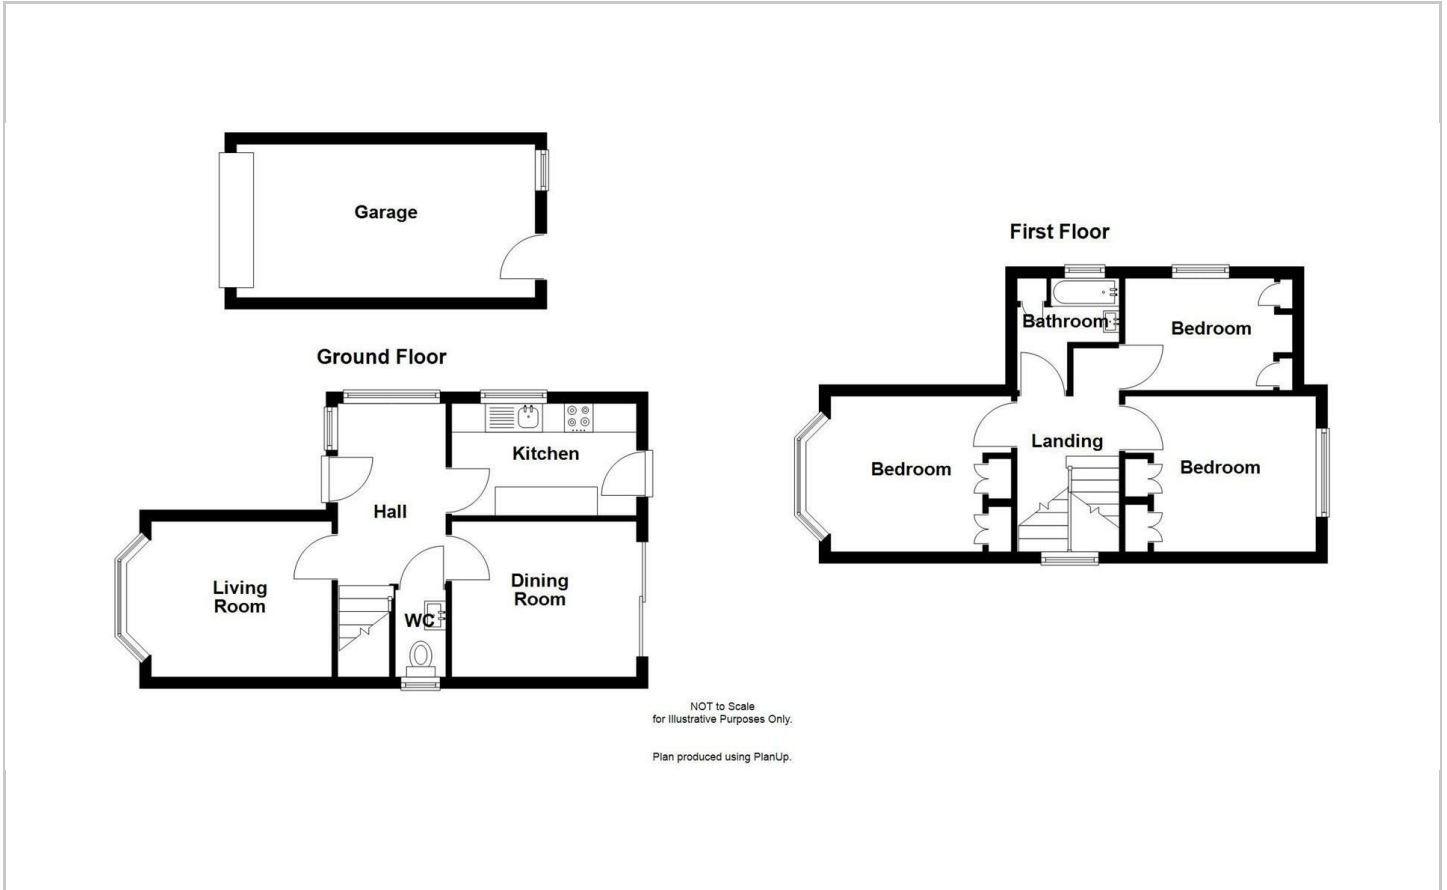 Garage
Ground Floor
Kitchen
Hall
Living
Room
Dining
Room
WC
First Floor
Bathroom
Bedroom
Landing
Bedroom
Bedroom
NOT to Scale
for Illustrative Purposes Only.
Plan produced using PlanUp.